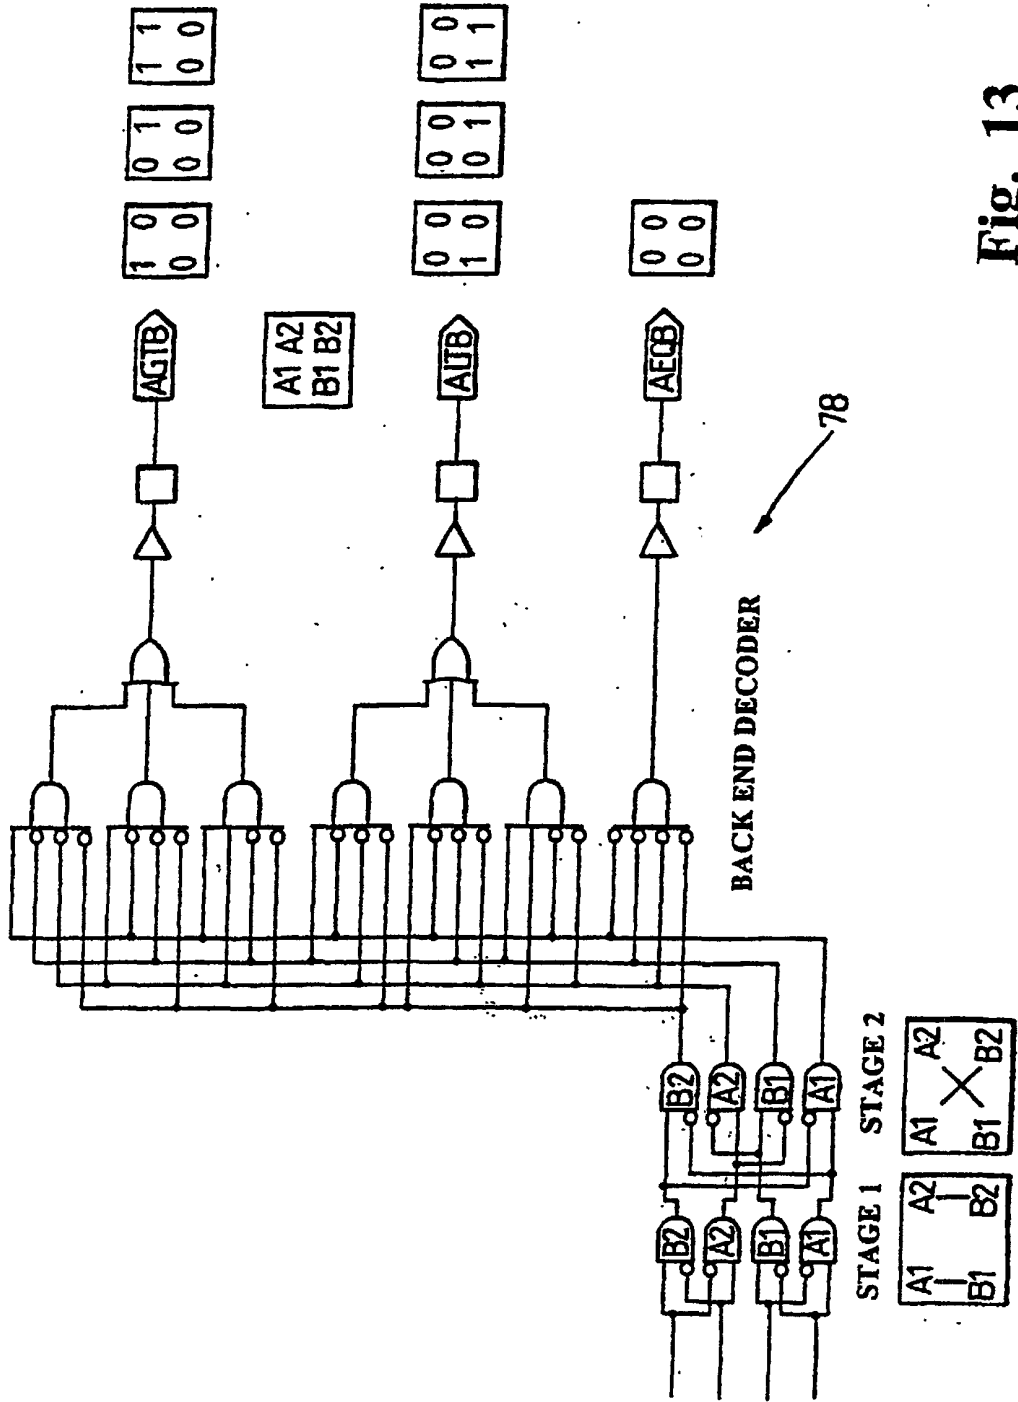 AGTB
1 0
0 0
0 1
0 0
1 1
0 0
A1 A2
B1 B2
ALTB
0 0
1 0
0 0
0 1
0 0
1 1
AEQB
0 0
0 0
B2
B2
A2
A2
B1
B1
A1
A1
BACK END DECODER
78
STAGE 1
STAGE 2
A1 A2
B1 B2
A1 A2
B1 B2
Fig. 13